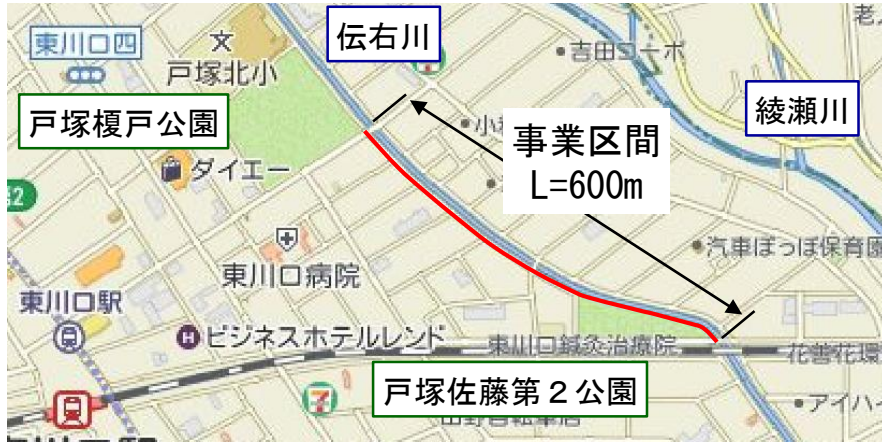 東川口四
文
戸塚北小
伝右川
吉田コーポ
戸塚榎戸公園
綾瀬川
ダイエー
事業区間
L=600m
東川口病院
汽車ぽっぽ保育園
東川口駅
H
ビジネスホテルレンド
東川口鍼灸治療院
花善花環
戸塚佐藤第2公園
アイハイ